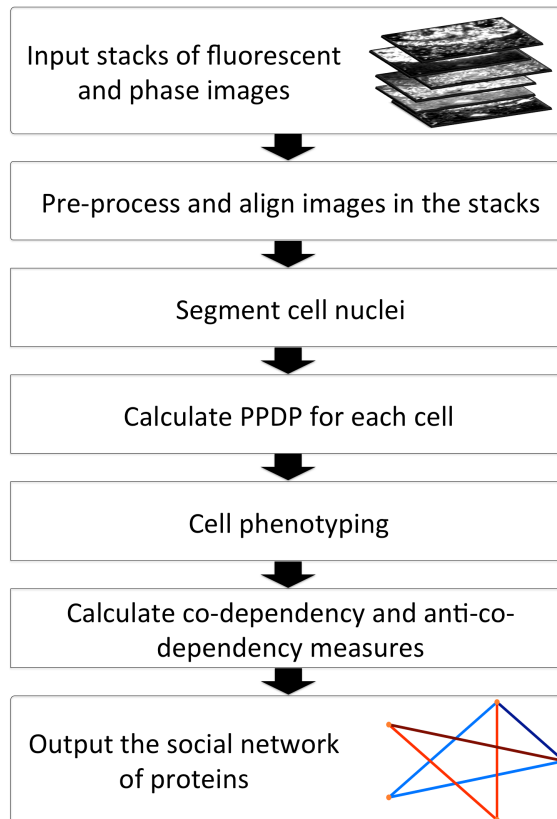 Input stacks of fluorescent
and phase images
Pre-process and align images in the stacks
Segment cell nuclei
Calculate PPDP for each cell
Cell phenotyping
Calculate co-dependency and anti-co-
dependency measures
Output the social network
of proteins